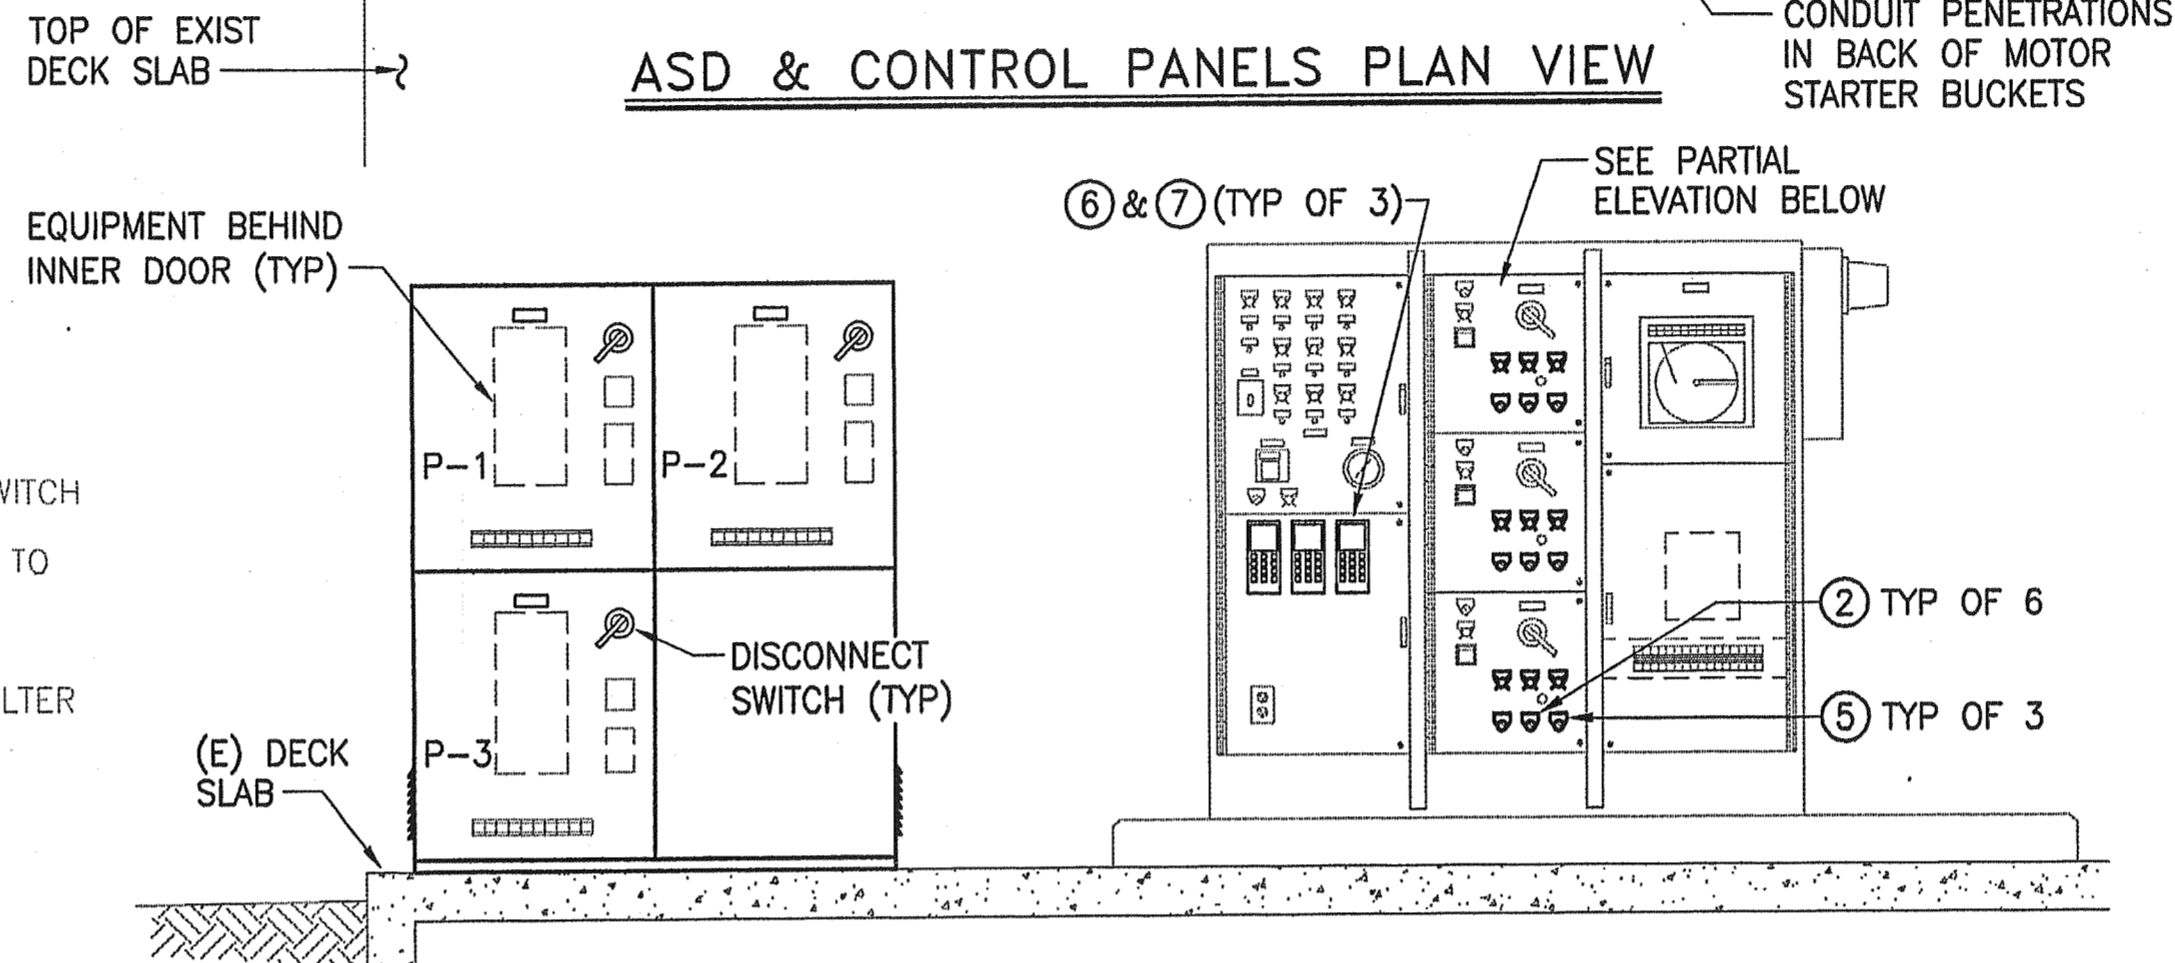 TOP OF EXIST
DECK SLAB
ASD & CONTROL PANELS PLAN VIEW
CONDUIT PENETRATIONS
IN BACK OF MOTOR
STARTER BUCKETS
SEE PARTIAL
ELEVATION BELOW
6 & 7 (TYP OF 3)
EQUIPMENT BEHIND
INNER DOOR (TYP)
P-1
P-2
WITCH
TO
LTER
P-3
DISCONNECT
SWITCH (TYP)
(E) DECK
SLAB
2 TYP OF 6
5 TYP OF 3